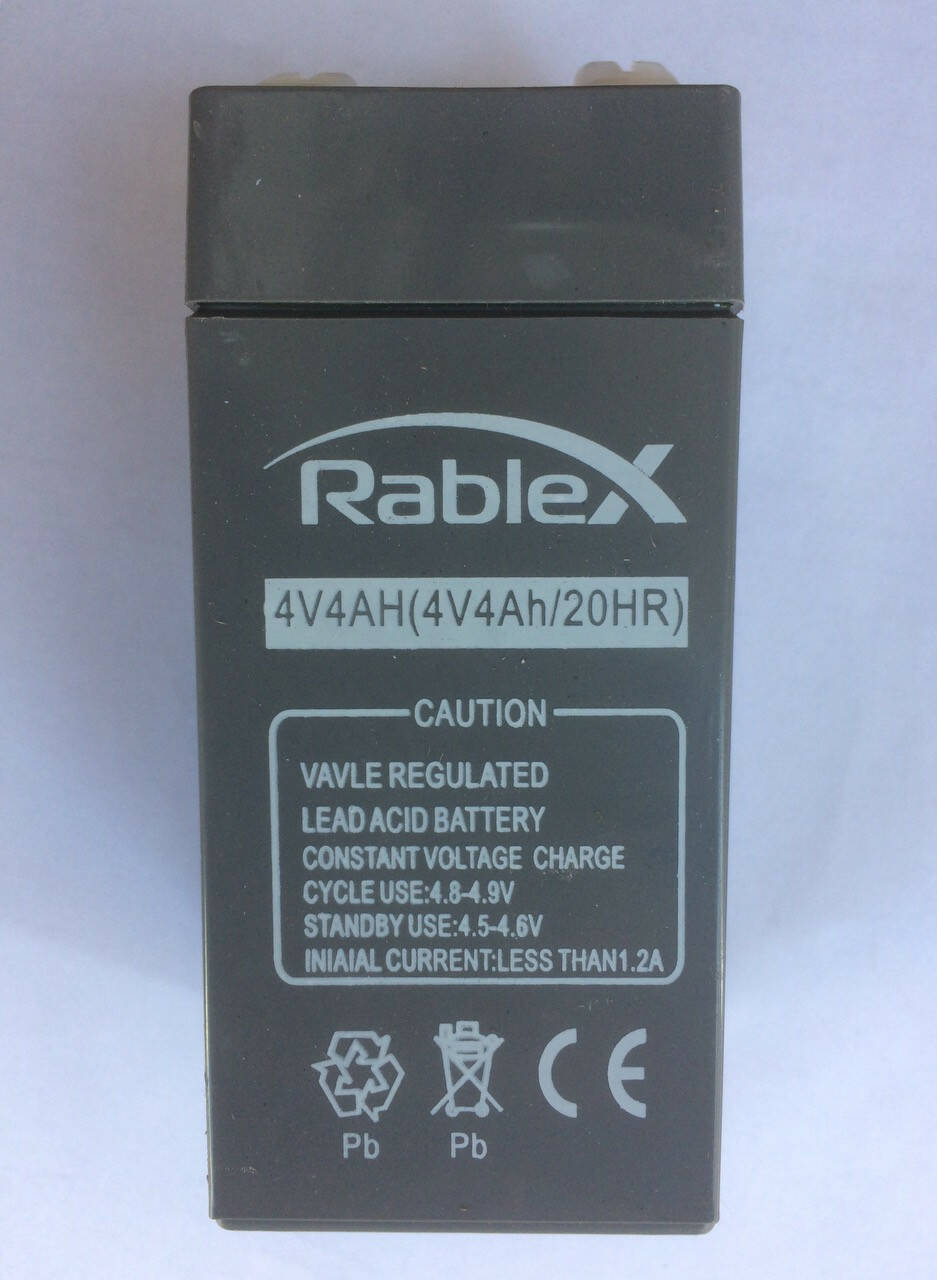 RableX
4V4AH(4V4Ah/20HR)
CAUTION
VAVLE REGULATED
LEAD ACID BATTERY
CONSTANT VOLTAGE CHARGE
CYCLE USE:4.8-4.9V
STANDBY USE:4.5-4.6V
INIAIAL CURRENT:LESS THAN1.2A
CE
Pb Pb